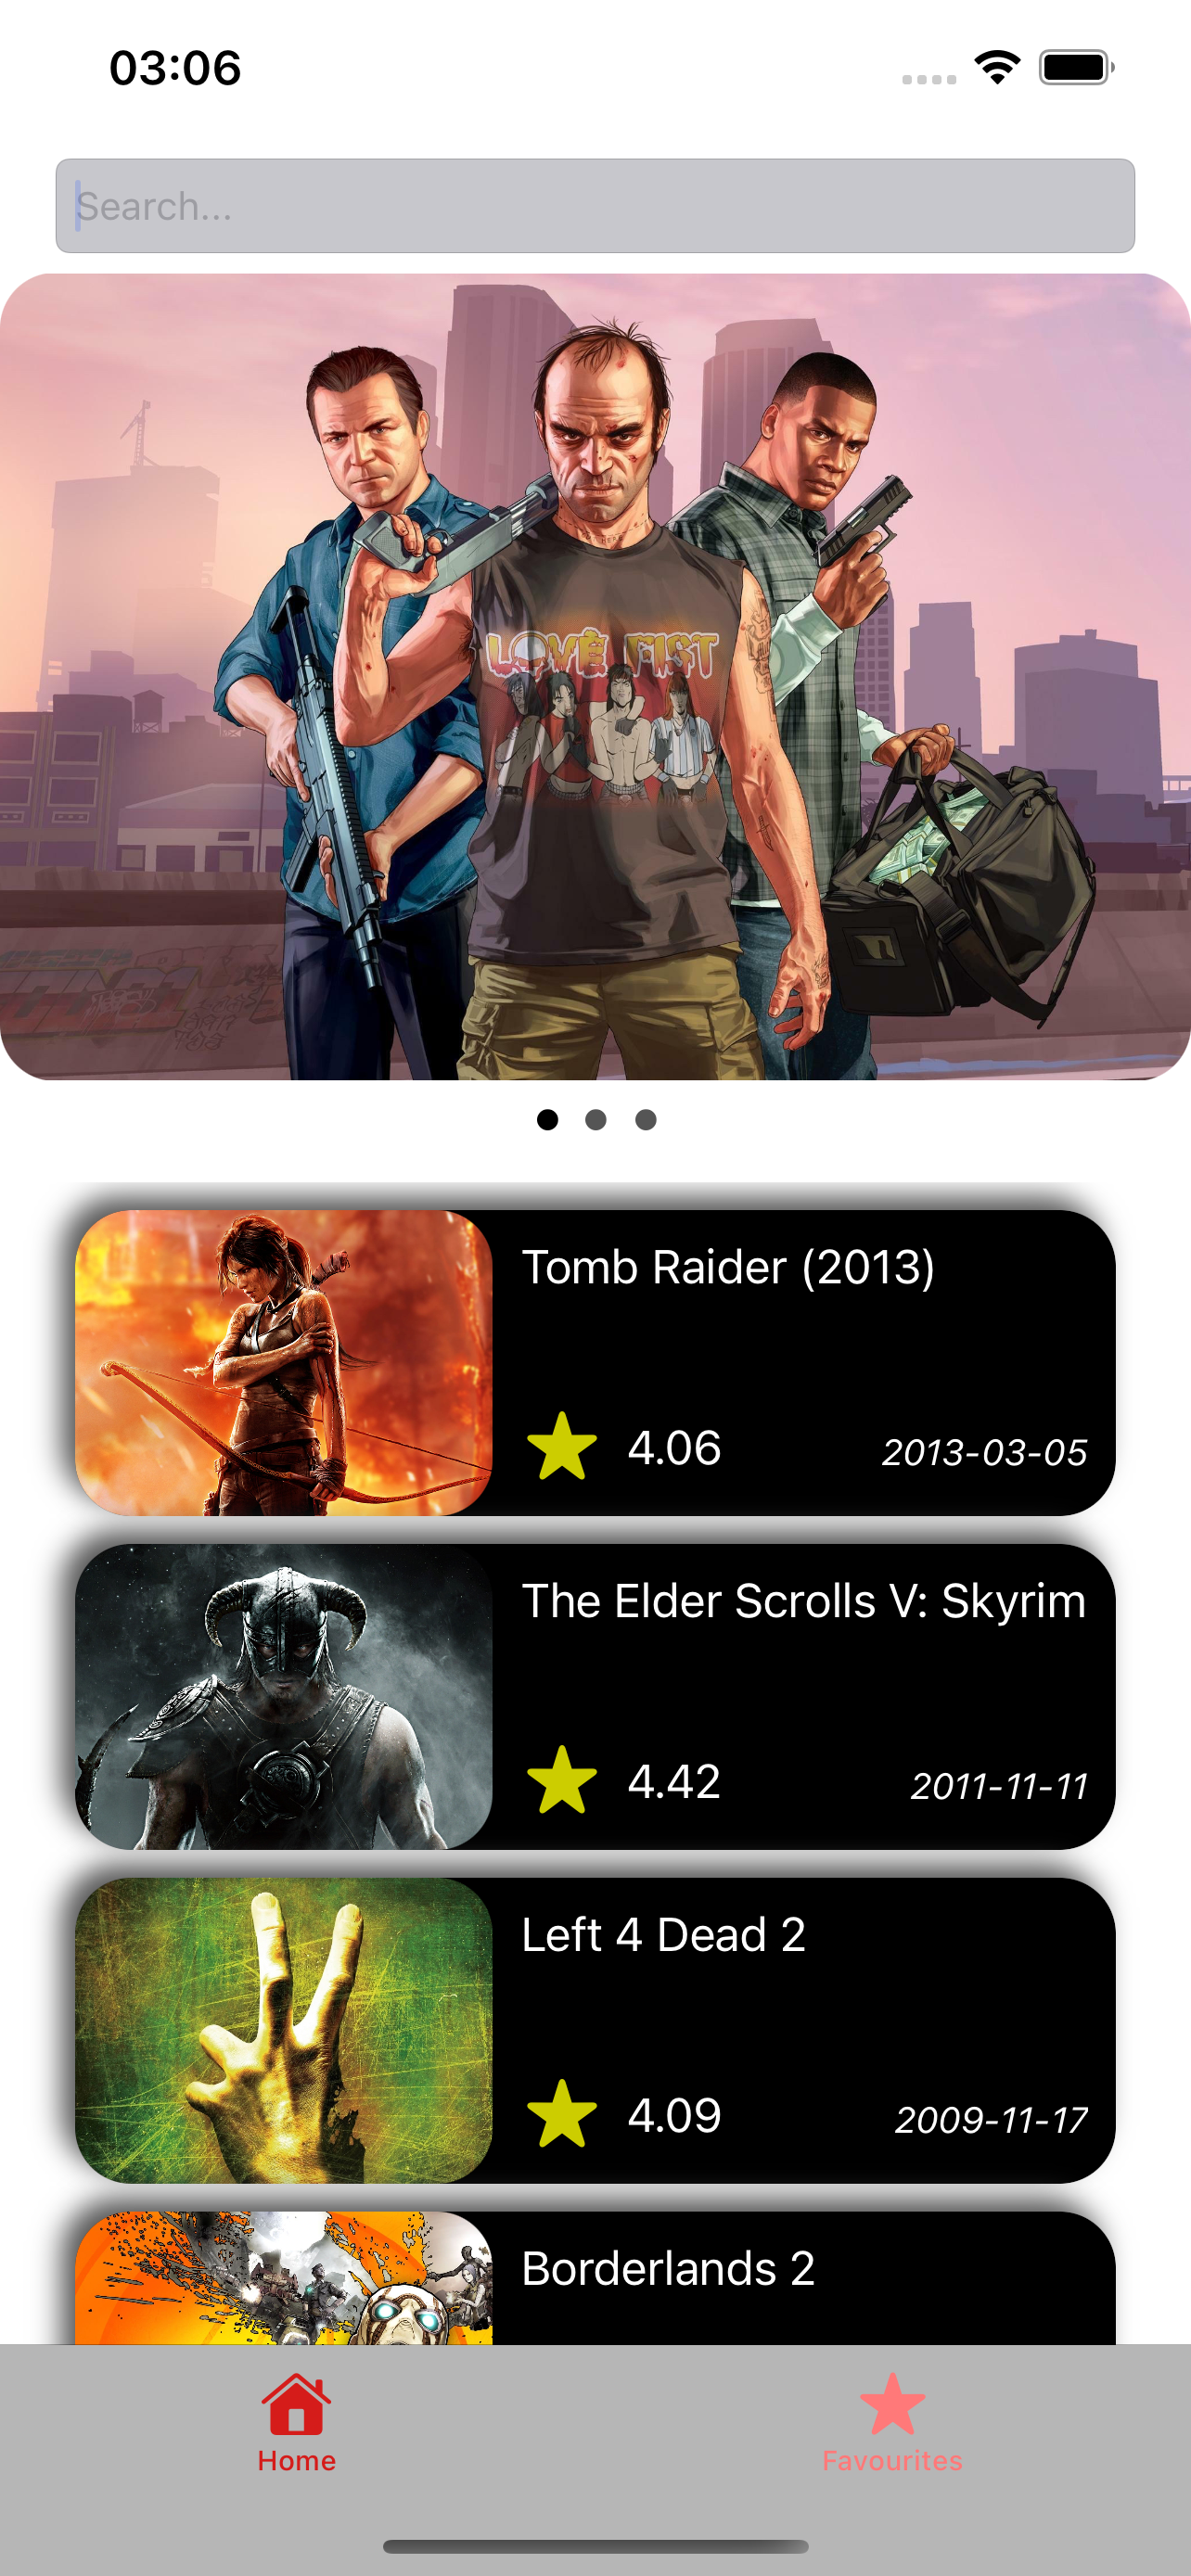 03:06
Search...
LOVE FIST
Tomb Raider (2013)
4.06
2013-03-05
The Elder Scrolls V: Skyrim
4.42
2011-11-11
Left 4 Dead 2
4.09
2009-11-17
Borderlands 2
Home
Favourites